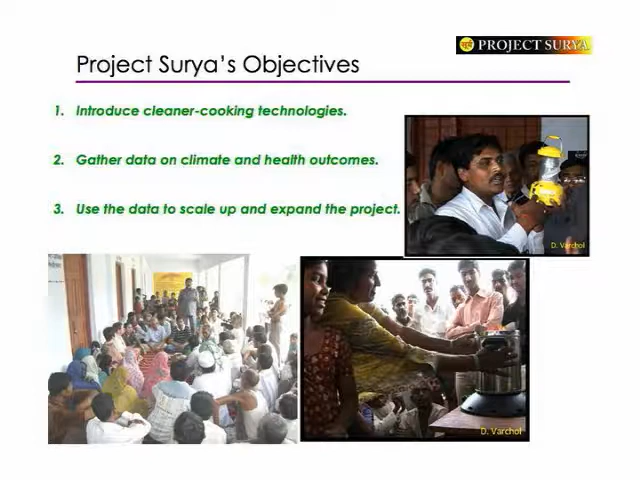 सूर्य PROJECT SURYA
Project Surya's Objectives
1. Introduce cleaner-cooking technologies.
2. Gather data on climate and health outcomes.
3. Use the data to scale up and expand the project.
D. Varchol
D. Varchol